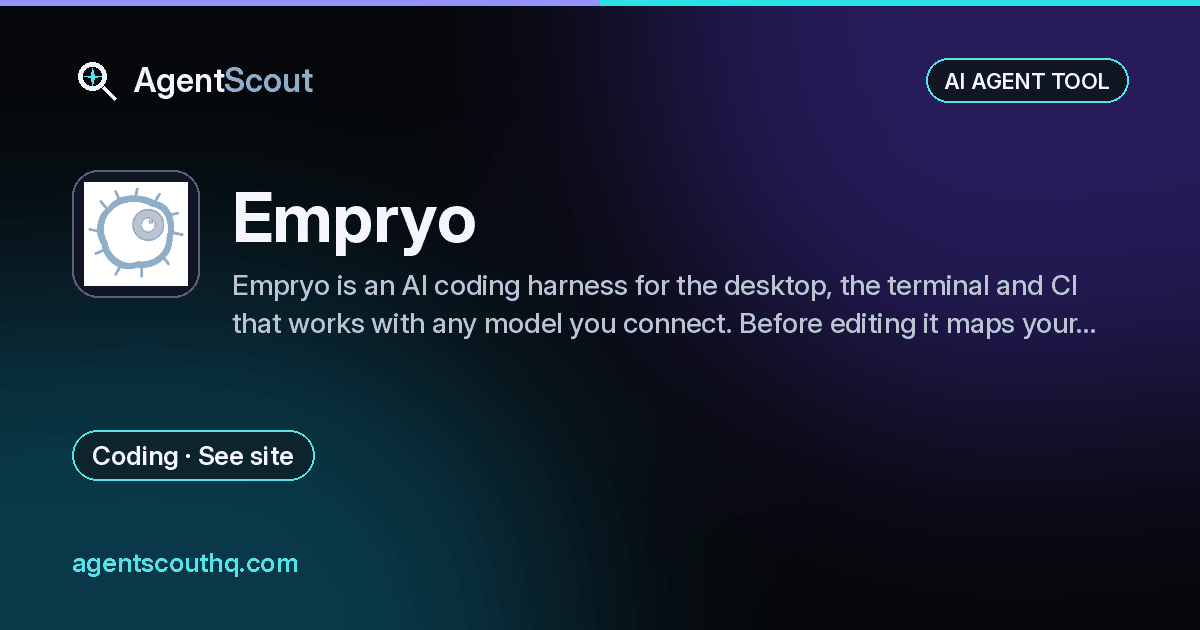 AgentScout
AI AGENT TOOL
Empryo
Empryo is an AI coding harness for the desktop, the terminal and CI
that works with any model you connect. Before editing it maps your...
Coding · See site
agentscouthq.com